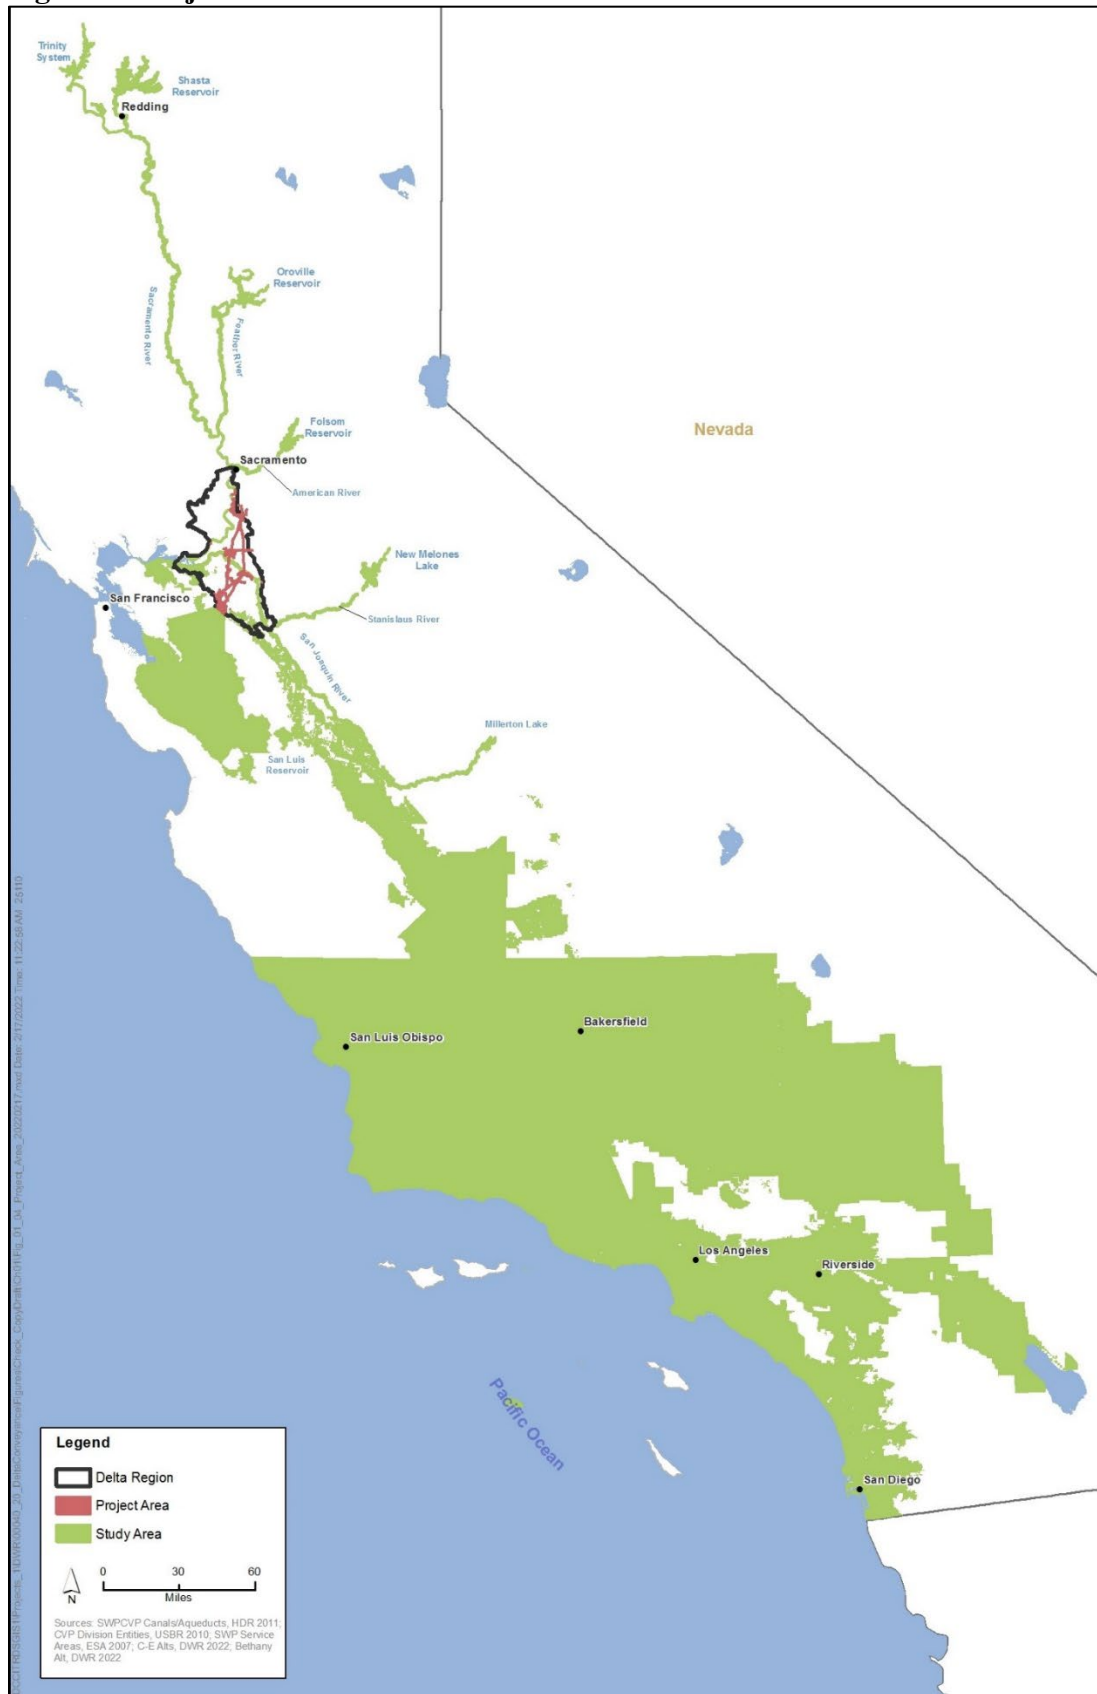 Trinity
System
Shasta
Reservoir
Redding
Oroville
Reservoir
Sacramento River
Feather River
Folsom
Reservoir
Nevada
Sacramento
American River
New Melones
Lake
San Francisco
Stanislaus River
San Joaquin River
Millerton Lake
San Luis
Reservoir
Bakersfield
San Luis Obispo
Los Angeles
Riverside
Pacific Ocean
San Diego
Legend
Delta Region
Project Area
Study Area
N
0 30 60
Miles
Sources: SWPCVP Canals/Aqueducts, HDR 2011;
CVP Division Entities, USBR 2010; SWP Service
Areas, ESA 2007; C-E Alts, DWR 2022; Bethany
Alt, DWR 2022